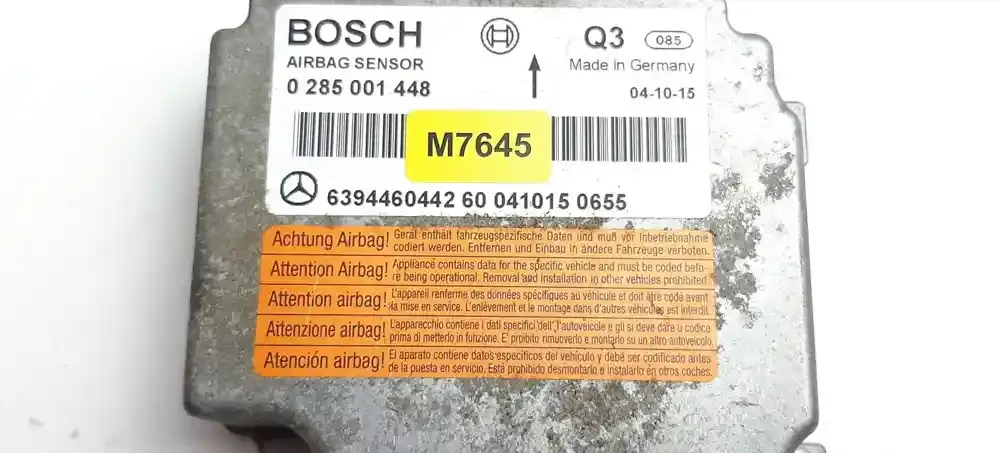 BOSCH Q3 085
AIRBAG SENSOR Made in Germany
0 285 001 448 04-10-15
M7645
6394460442 60 041015 0655
Achtung Airbag! Gerät enthält fahrzeugspezifische Daten und muß vor Inbetriebnahme
codiert werden. Entfernen und Einbau in andere Fahrzeuge verboten.
Attention Airbag! Appliance contains data for the specific vehicle and must be coded befo-
re being operational. Removal and installation in other vehicles prohibited.
Attention airbag! L'appareil renferme des données spécifiques au véhicule et doit être codé avant
la mise en service. L'enlèvement et le montage dans d'autres véhicules est interdit.
Attenzione airbag! L'apparecchio contiene i dati specifici dell', l'autoveicole e gli si deve dare u codice
prima di metterlo in funzione. E' proibito rimuoverlo e montarlo su un altro autoveicolo.
Atención airbag! El aparato contiene datos especificos del vehículo y debé ser codificado antes
de la puesta en servicio. Está prohibido desmontarlo e instalarlo en otros coches.